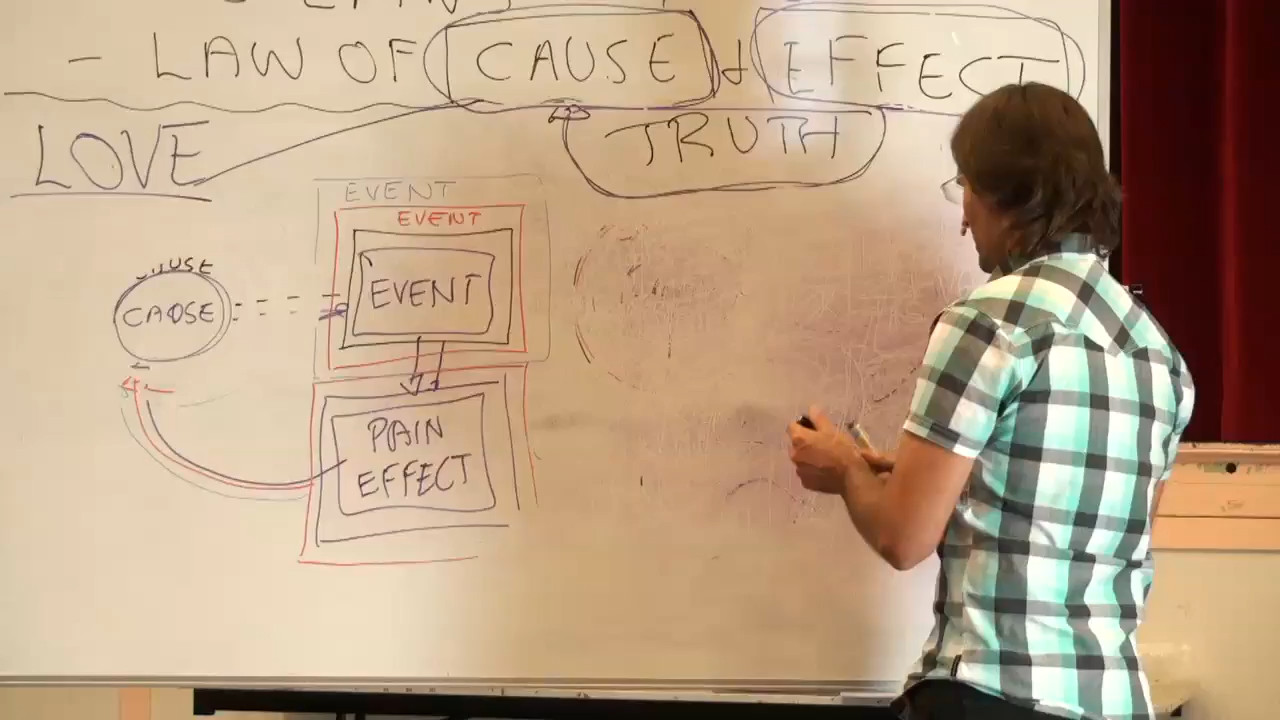 - LAW OF CAUSE & EFFECT
LOVE
TRUTH
EVENT
EVENT
EVENT
CAUSE
CAUSE
PAIN
EFFECT